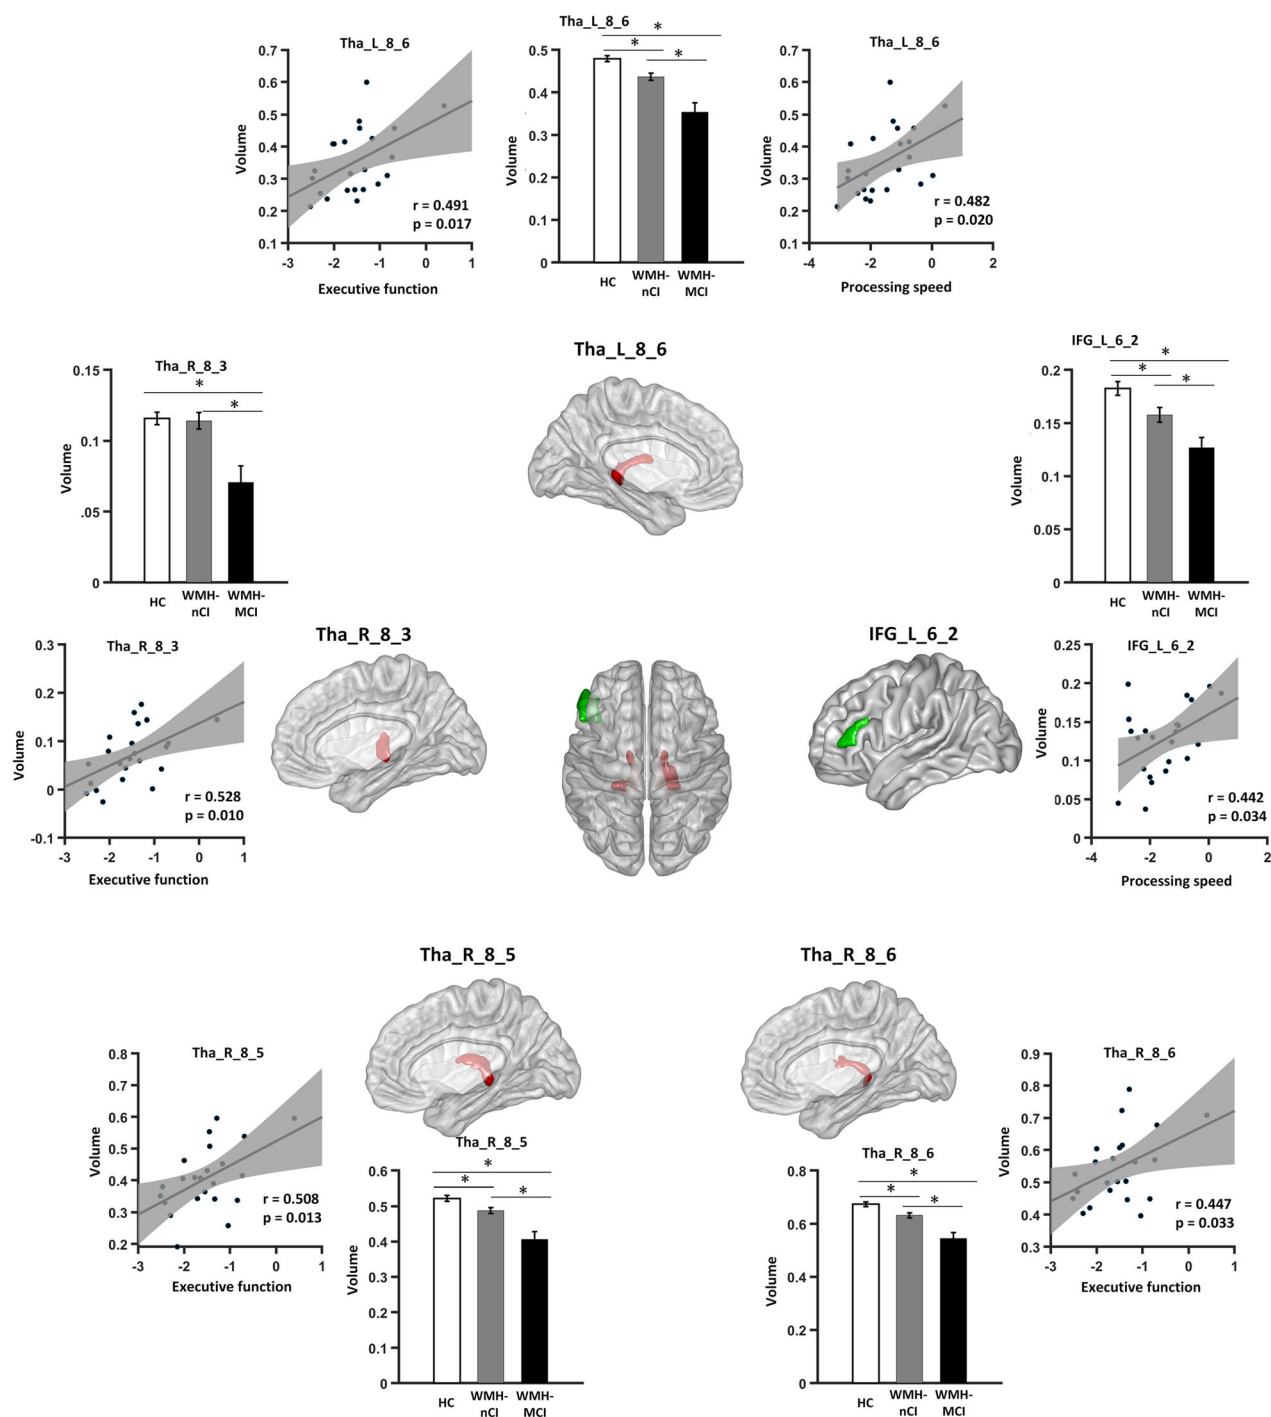 Tha_L_8_6
0.7
0.6
0.5
0.4
0.3
0.2
0.1
Volume
r = 0.491
p = 0.017
-3 -2 -1 0 1
Executive function
Tha_L_8_6
*
* *
0.5
0.4
0.3
0.2
0.1
0
Volume
HC WMH-nCI WMH-MCI
Tha_L_8_6
0.7
0.6
0.5
0.4
0.3
0.2
0.1
Volume
r = 0.482
p = 0.020
-4 -2 0 2
Processing speed
Tha_R_8_3
*
*
0.15
0.1
.05
0
Volume
HC WMH-nCI WMH-MCI
Tha_L_8_6
IFG_L_6_2
*
* *
0.2
0.15
0.1
0.05
0
Volume
HC WMH-nCI WMH-MCI
Tha_R_8_3
0.3
0.2
0.1
0
-0.1
Volume
r = 0.528
p = 0.010
-3 -2 -1 0 1
Executive function
Tha_R_8_3
IFG_L_6_2
IFG_L_6_2
0.25
0.2
0.15
0.1
0.05
0
Volume
r = 0.442
p = 0.034
-4 -2 0 2
Processing speed
Tha_R_8_5
Tha_R_8_6
Tha_R_8_5
0.8
0.7
0.6
0.5
0.4
0.3
0.2
Volume
r = 0.508
p = 0.013
-3 -2 -1 0 1
Executive function
Tha_R_8_5
*
* *
0.6
0.5
0.4
0.3
0.2
0.1
0
Volume
HC WMH-nCI WMH-MCI
Tha_R_8_6
*
* *
0.8
0.6
0.4
0.2
0
Volume
HC WMH-nCI WMH-MCI
Tha_R_8_6
0.9
0.8
0.7
0.6
0.5
0.4
0.3
Volume
r = 0.447
p = 0.033
-3 -2 -1 0 1
Executive function